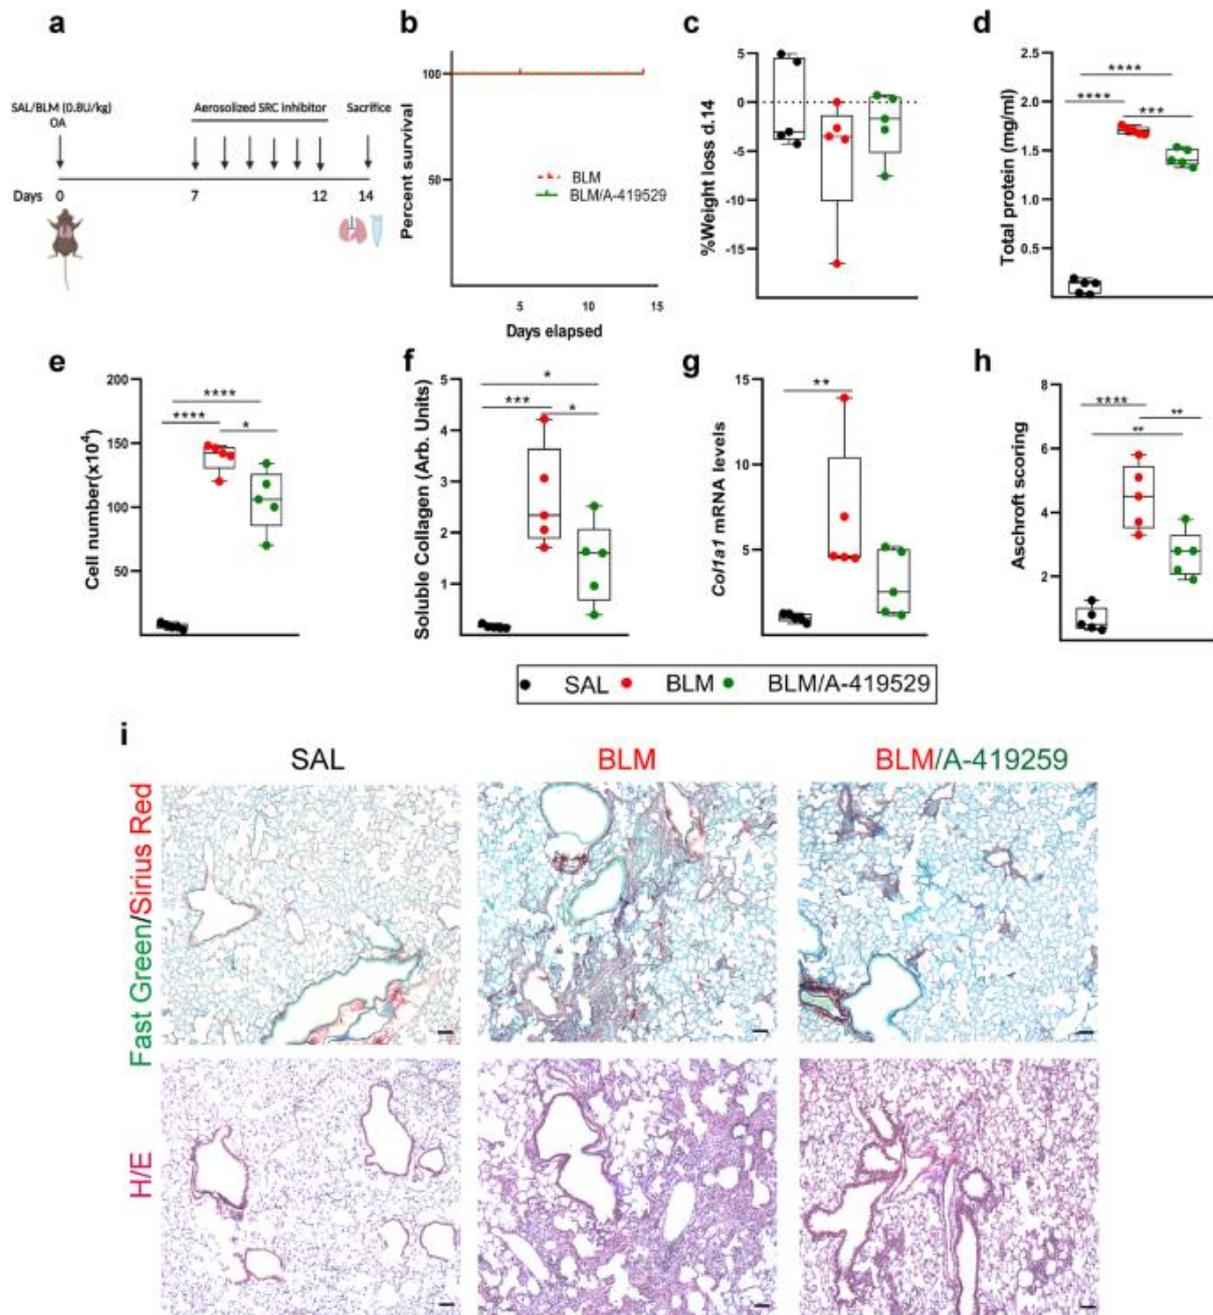 a
SAL/BLM (0.8U/kg)
OA
Aerosolized SRC inhibitor
Sacrifice
Days 0 7 12 14
b
Percent survival
100
50
BLM
BLM/A-419529
5 10 15
Days elapsed
c
%Weight loss d.14
5
0
-5
-10
-15
d
Total protein (mg/ml)
2.5
2.0
1.5
1.0
0.5
****
****
***
e
Cell number(x10⁴)
200
150
100
50
****
****
*
f
Soluble Collagen (Arb. Units)
5
4
3
2
1
*
***
*
g
Col1a1 mRNA levels
15
10
5
**
h
Aschroft scoring
8
6
4
2
****
**
**
SAL BLM BLM/A-419529
i
SAL BLM BLM/A-419259
Fast Green/Sirius Red
H/E